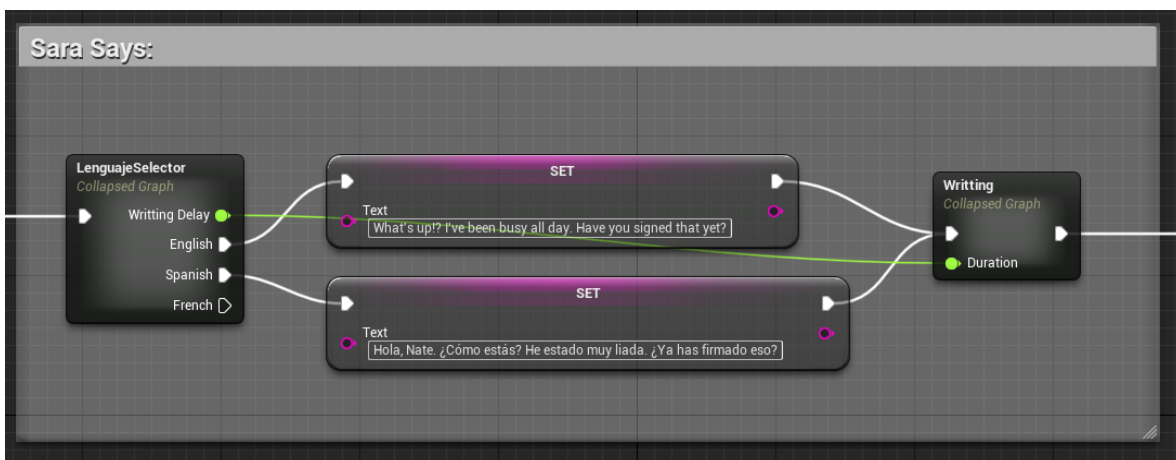 Sara Says:
LenguajeSelector
Collapsed Graph
Writting Delay
English
Spanish
French
SET
Text
What's up!? I've been busy all day. Have you signed that yet?
SET
Text
Hola, Nate. ¿Cómo estás? He estado muy liada. ¿Ya has firmado eso?
Writting
Collapsed Graph
Duration